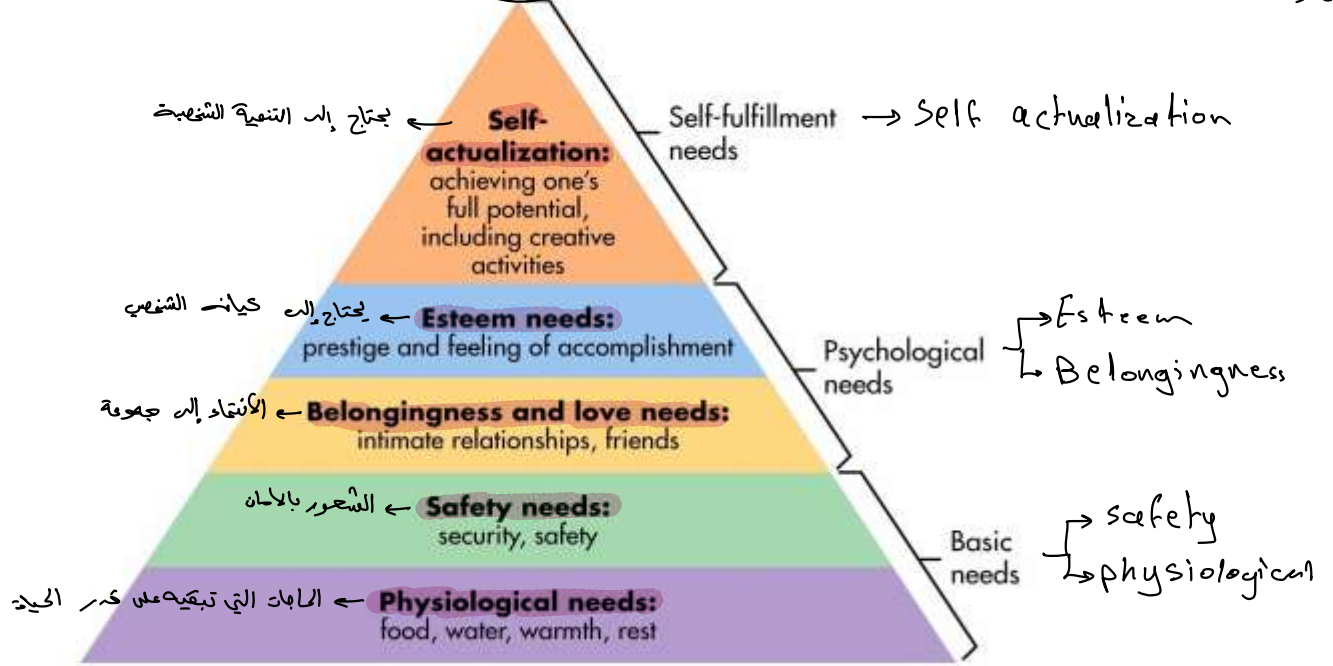 Self-
actualization:
achieving one's
full potential,
including creative
activities
يحتاج إلى التنمية الشخصية ←
Self-fulfillment
needs
→ Self actualization
Esteem needs:
prestige and feeling of accomplishment
يحتاج إلى كيان الشخص ←
Belongingness and love needs:
intimate relationships, friends
الأنتماء إلى مجموعة ←
Psychological
needs
→ Esteem
↳ Belongingness
Safety needs:
security, safety
الشعور بالامان ←
Physiological needs:
food, water, warmth, rest
الحاجات التي تبقيه على قدر الحياة ←
Basic
needs
→ safety
↳ physiological